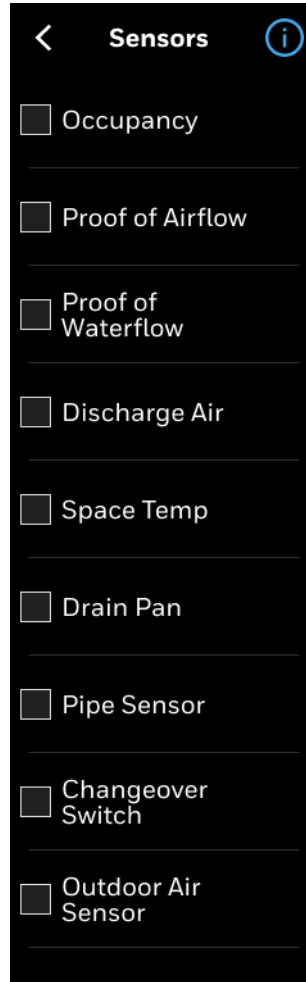 Sensors
Occupancy
Proof of Airflow
Proof of
Waterflow
Discharge Air
Space Temp
Drain Pan
Pipe Sensor
Changeover
Switch
Outdoor Air
Sensor